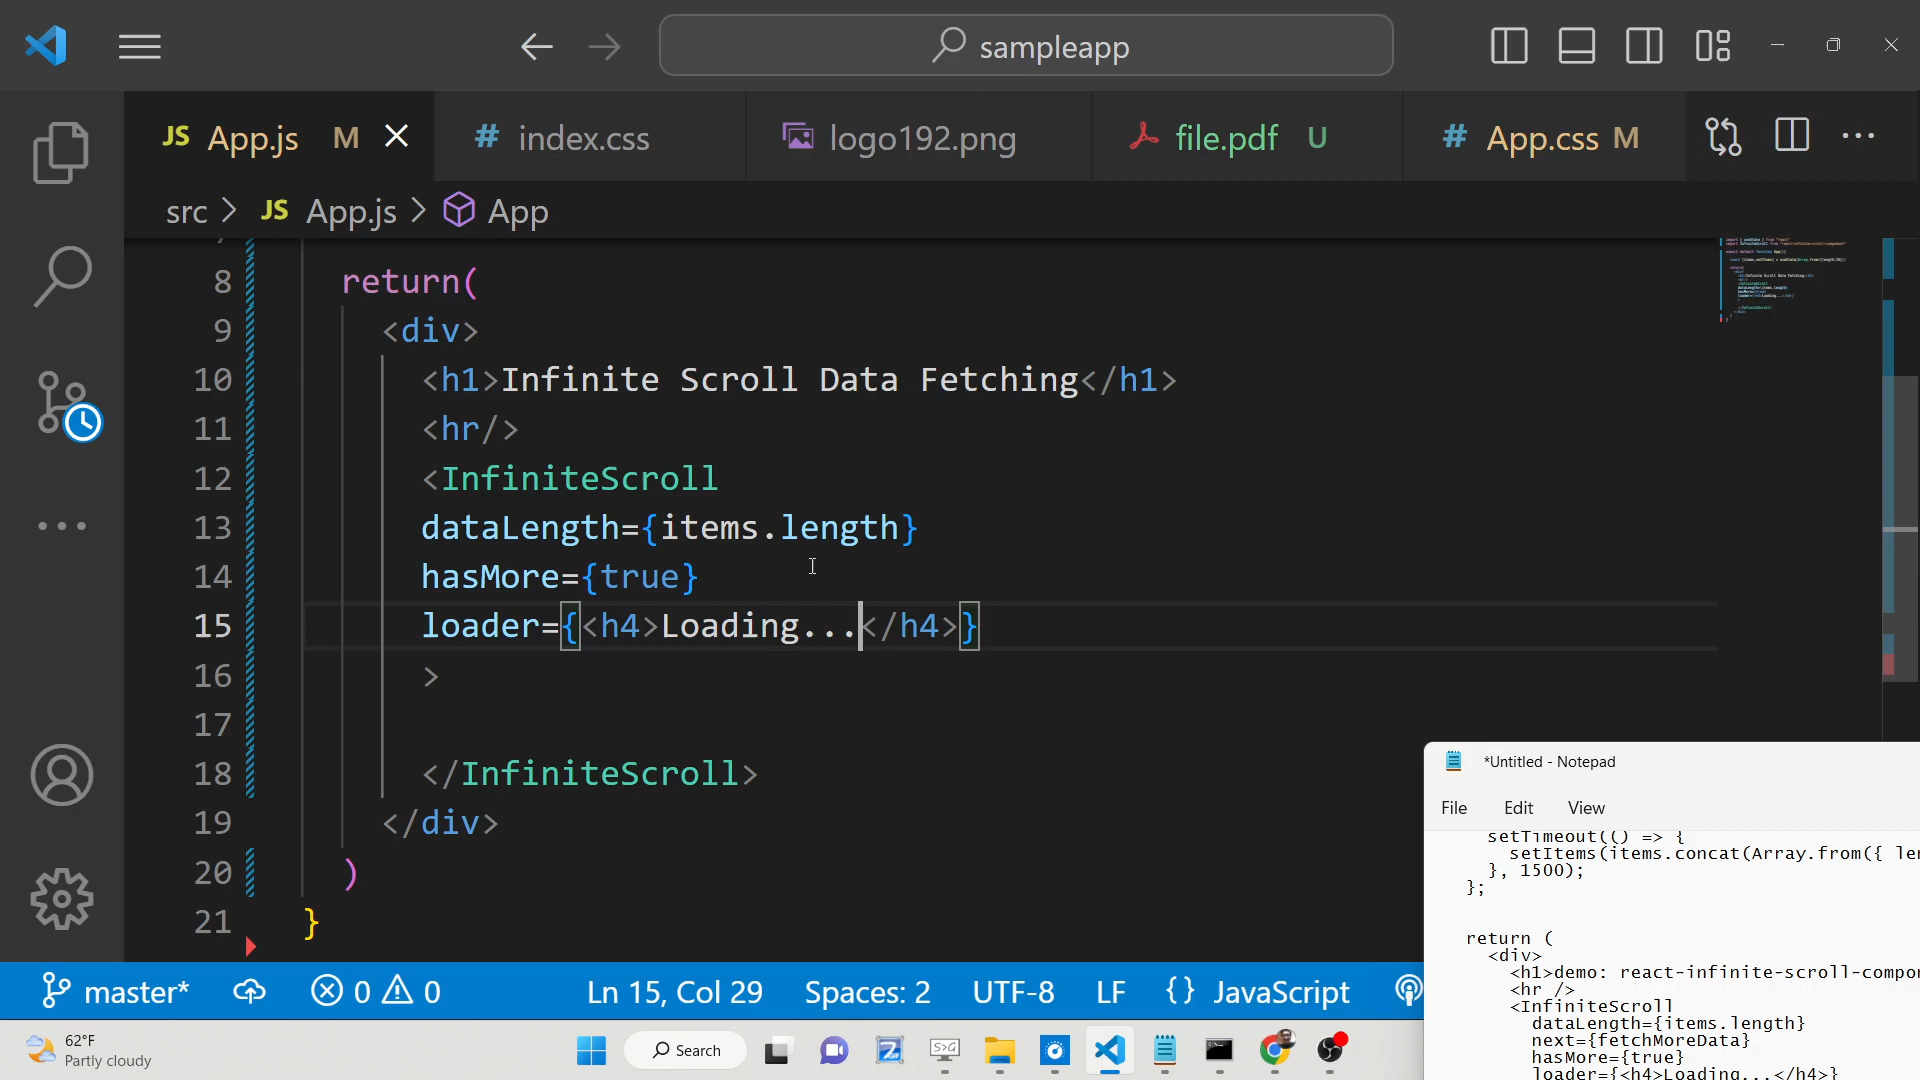 sampleapp
JS App.js M
# index.css
logo192.png
file.pdf U
# App.css M
src > JS App.js > App
8 return(
9 <div>
10 <h1>Infinite Scroll Data Fetching</h1>
11 <hr/>
12 <InfiniteScroll
13 dataLength={items.length}
14 hasMore={true}
15 loader={<h4>Loading...</h4>}
16 >
17
18 </InfiniteScroll>
19 </div>
20 )
21 }
*Untitled - Notepad
File Edit View
setTimeout(() => {
setItems(items.concat(Array.from({ le
}, 1500);
};
return (
<div>
<h1>demo: react-infinite-scroll-compo
<hr />
<InfiniteScroll
dataLength={items.length}
next={fetchMoreData}
hasMore={true}
loader={<h4>Loading...</h4>}
master* 0 0 Ln 15, Col 29 Spaces: 2 UTF-8 LF {} JavaScript
62°F
Partly cloudy
Search